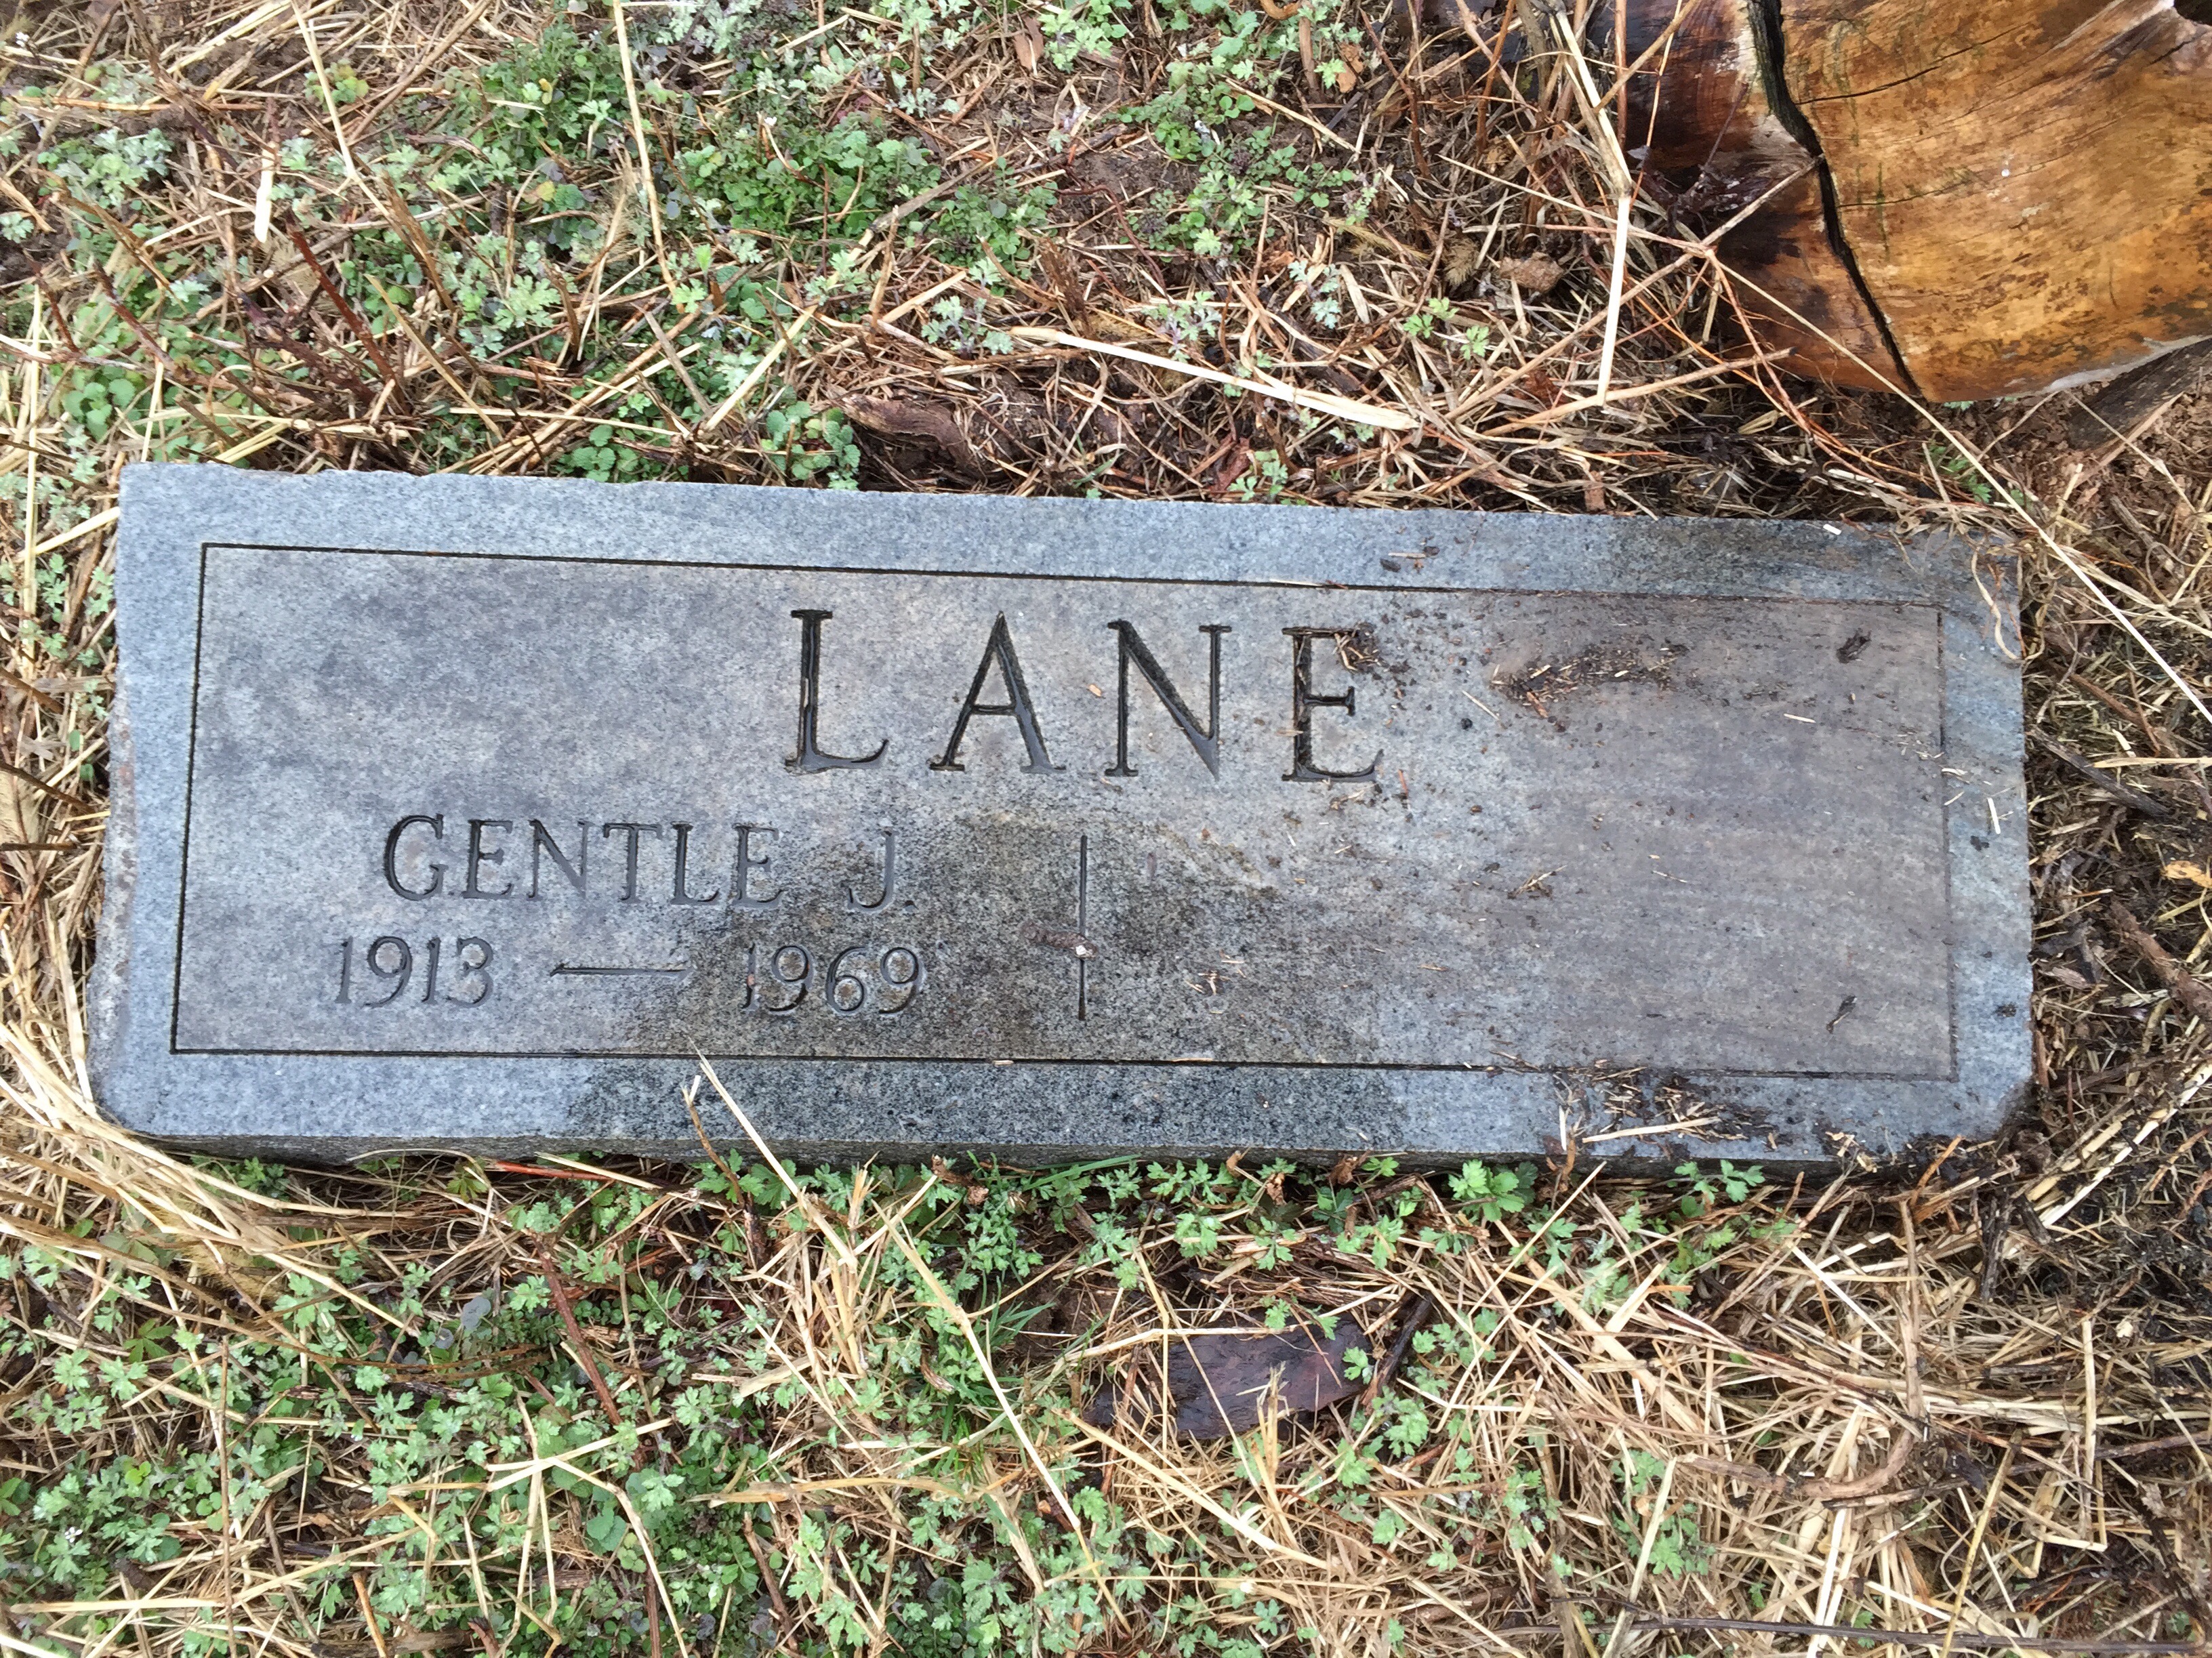 LANE
GENTLE J.
1913 — 1969